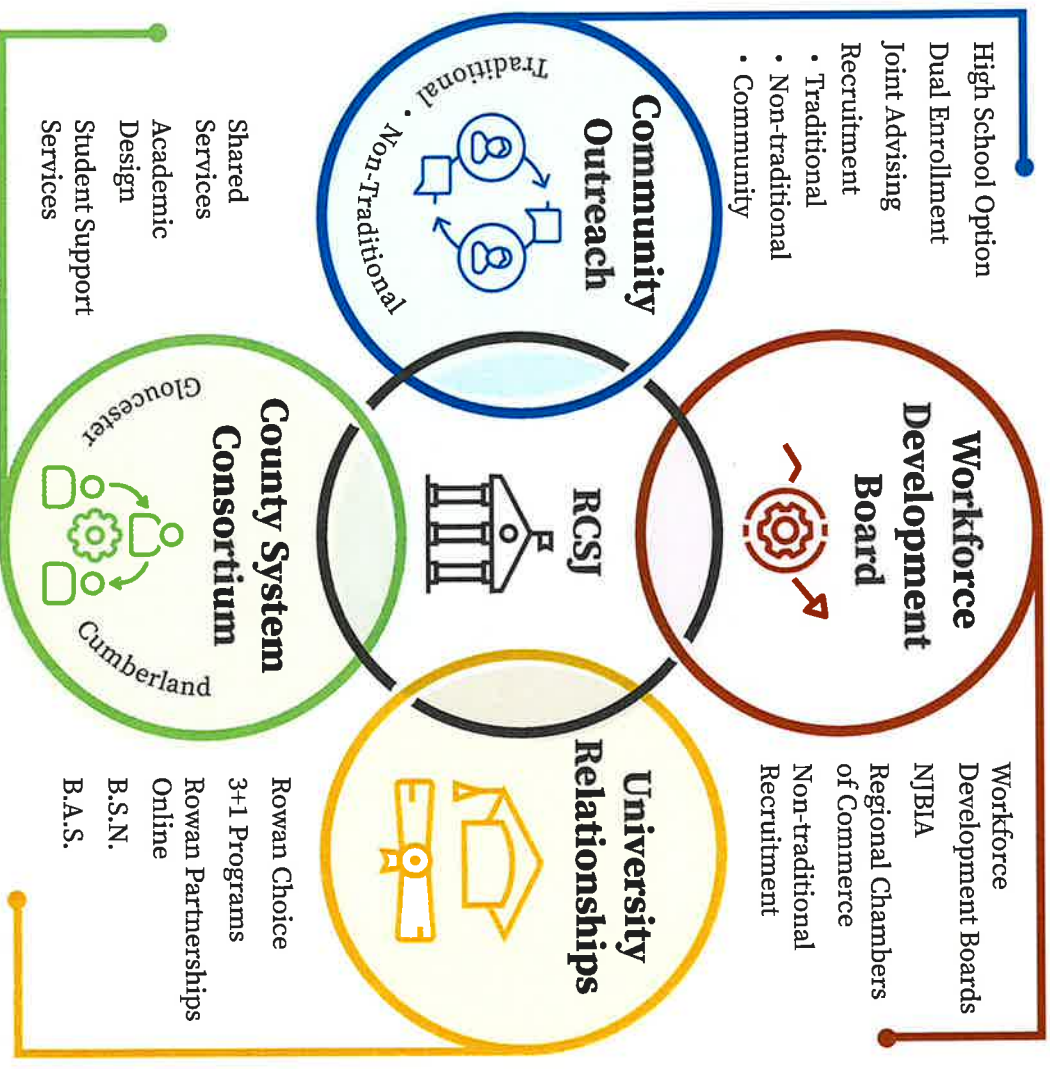 High School Option
Dual Enrollment
Joint Advising
Recruitment
• Traditional
• Non-traditional
• Community
Workforce
Development
Board
Workforce
Development Boards
NJBIA
Regional Chambers
of Commerce
Non-traditional
Recruitment
Community
Outreach
Traditional • Non-Traditional
RCSJ
University
Relationships
Shared
Services
Academic
Design
Student Support
Services
County System
Consortium
Gloucester
Cumberland
Rowan Choice
3+1 Programs
Rowan Partnerships
Online
B.S.N.
B.A.S.